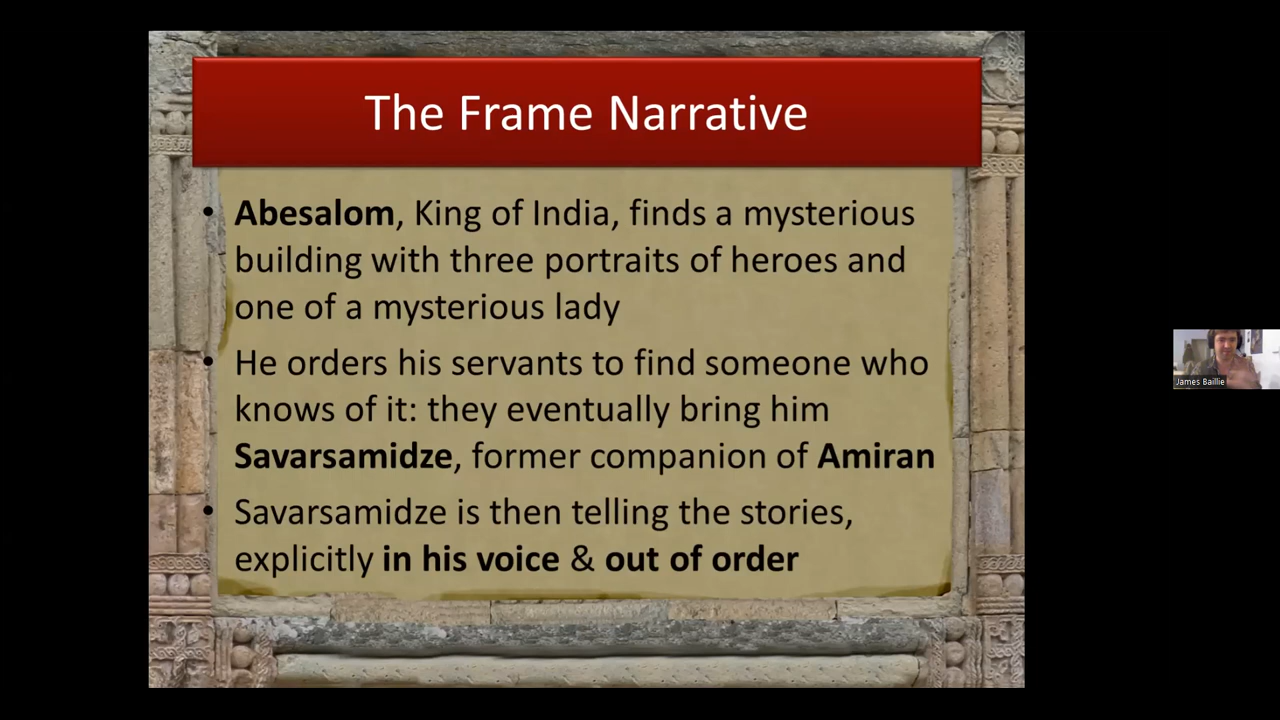 The Frame Narrative
• Abesalom, King of India, finds a mysterious
building with three portraits of heroes and
one of a mysterious lady
• He orders his servants to find someone who
knows of it: they eventually bring him
Savarsamidze, former companion of Amiran
• Savarsamidze is then telling the stories,
explicitly in his voice & out of order
James Baillie